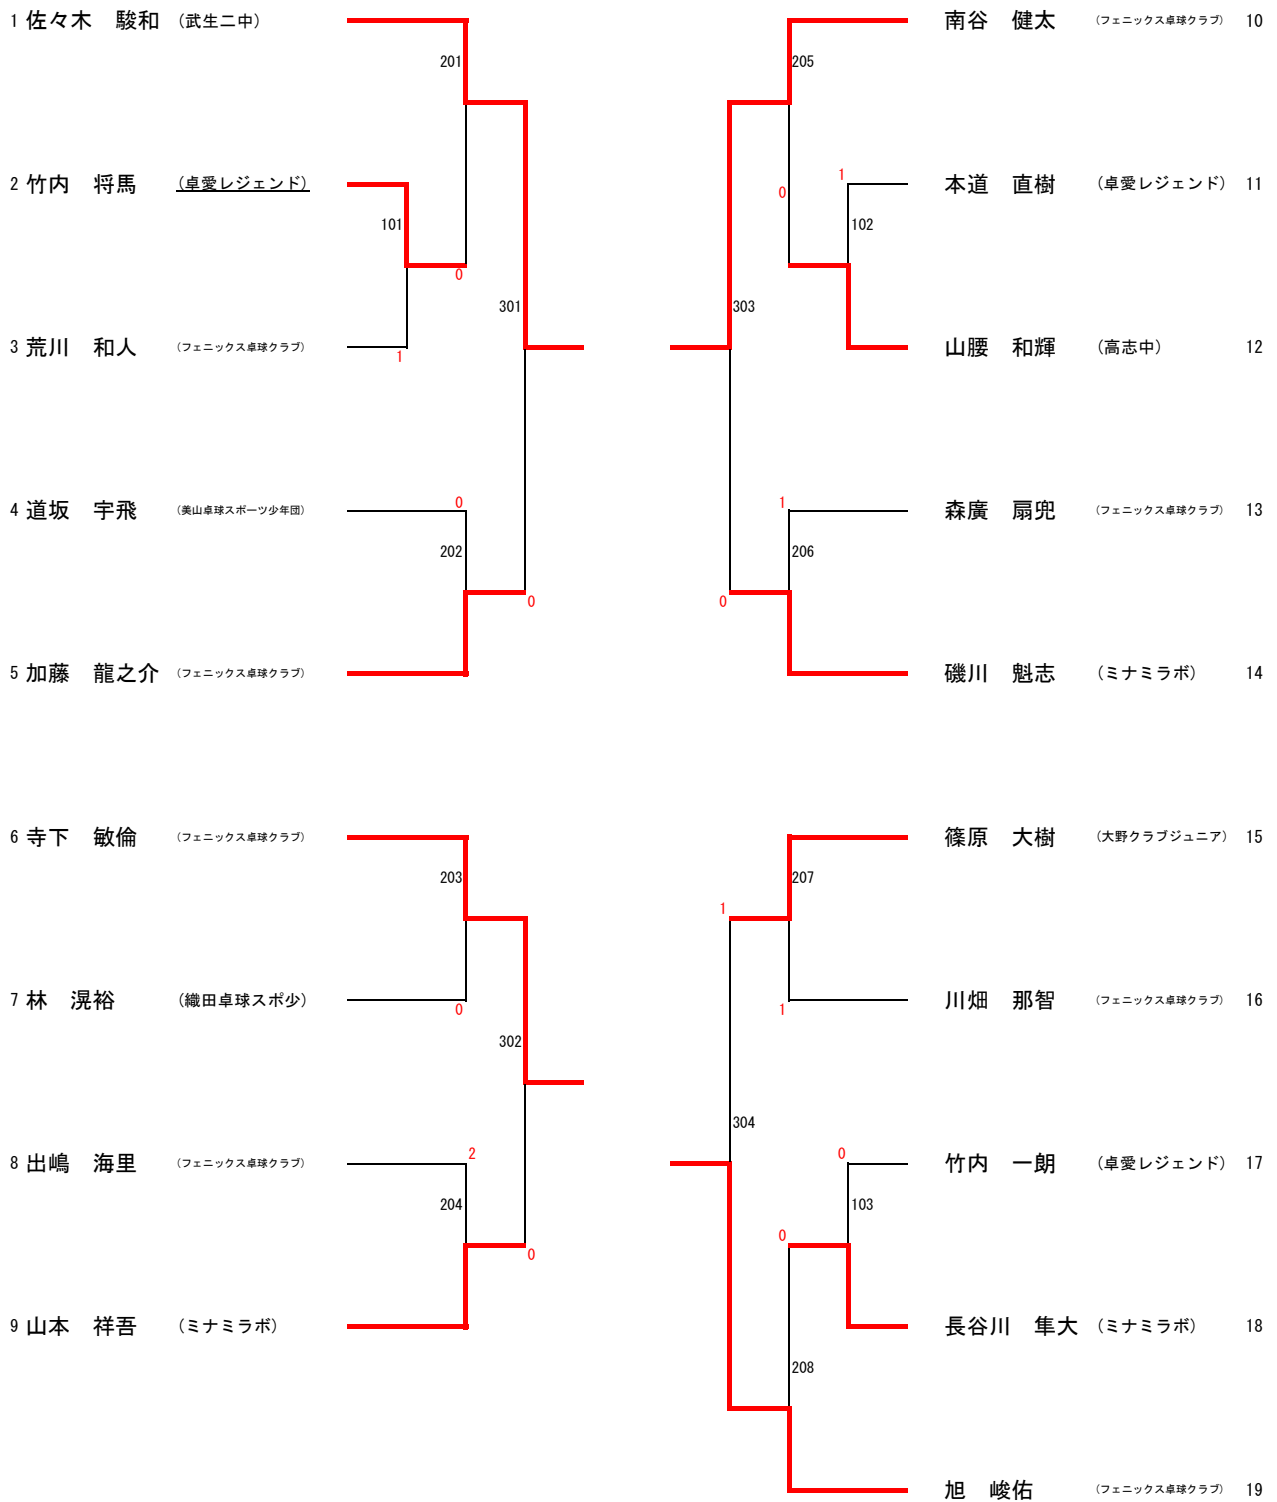 1 佐々木　駿和 (武生二中)
201
2 竹内　将馬 (卓愛レジェンド)
101
0
301
3 荒川　和人 (フェニックス卓球クラブ)
1
4 道坂　宇飛 (美山卓球スポーツ少年団)
0
202
0
5 加藤　龍之介 (フェニックス卓球クラブ)
6 寺下　敏倫 (フェニックス卓球クラブ)
203
7 林　滉裕 (織田卓球スポ少)
0
302
8 出嶋　海里 (フェニックス卓球クラブ)
2
204
0
9 山本　祥吾 (ミナミラボ)
南谷　健太 (フェニックス卓球クラブ) 10
205
1
0
本道　直樹 (卓愛レジェンド) 11
102
303
山腰　和輝 (高志中) 12
1
森廣　扇兜 (フェニックス卓球クラブ) 13
206
0
磯川　魁志 (ミナミラボ) 14
篠原　大樹 (大野クラブジュニア) 15
207
1
川畑　那智 (フェニックス卓球クラブ) 16
1
304
0
竹内　一朗 (卓愛レジェンド) 17
103
0
長谷川　隼大 (ミナミラボ) 18
208
旭　峻佑 (フェニックス卓球クラブ) 19